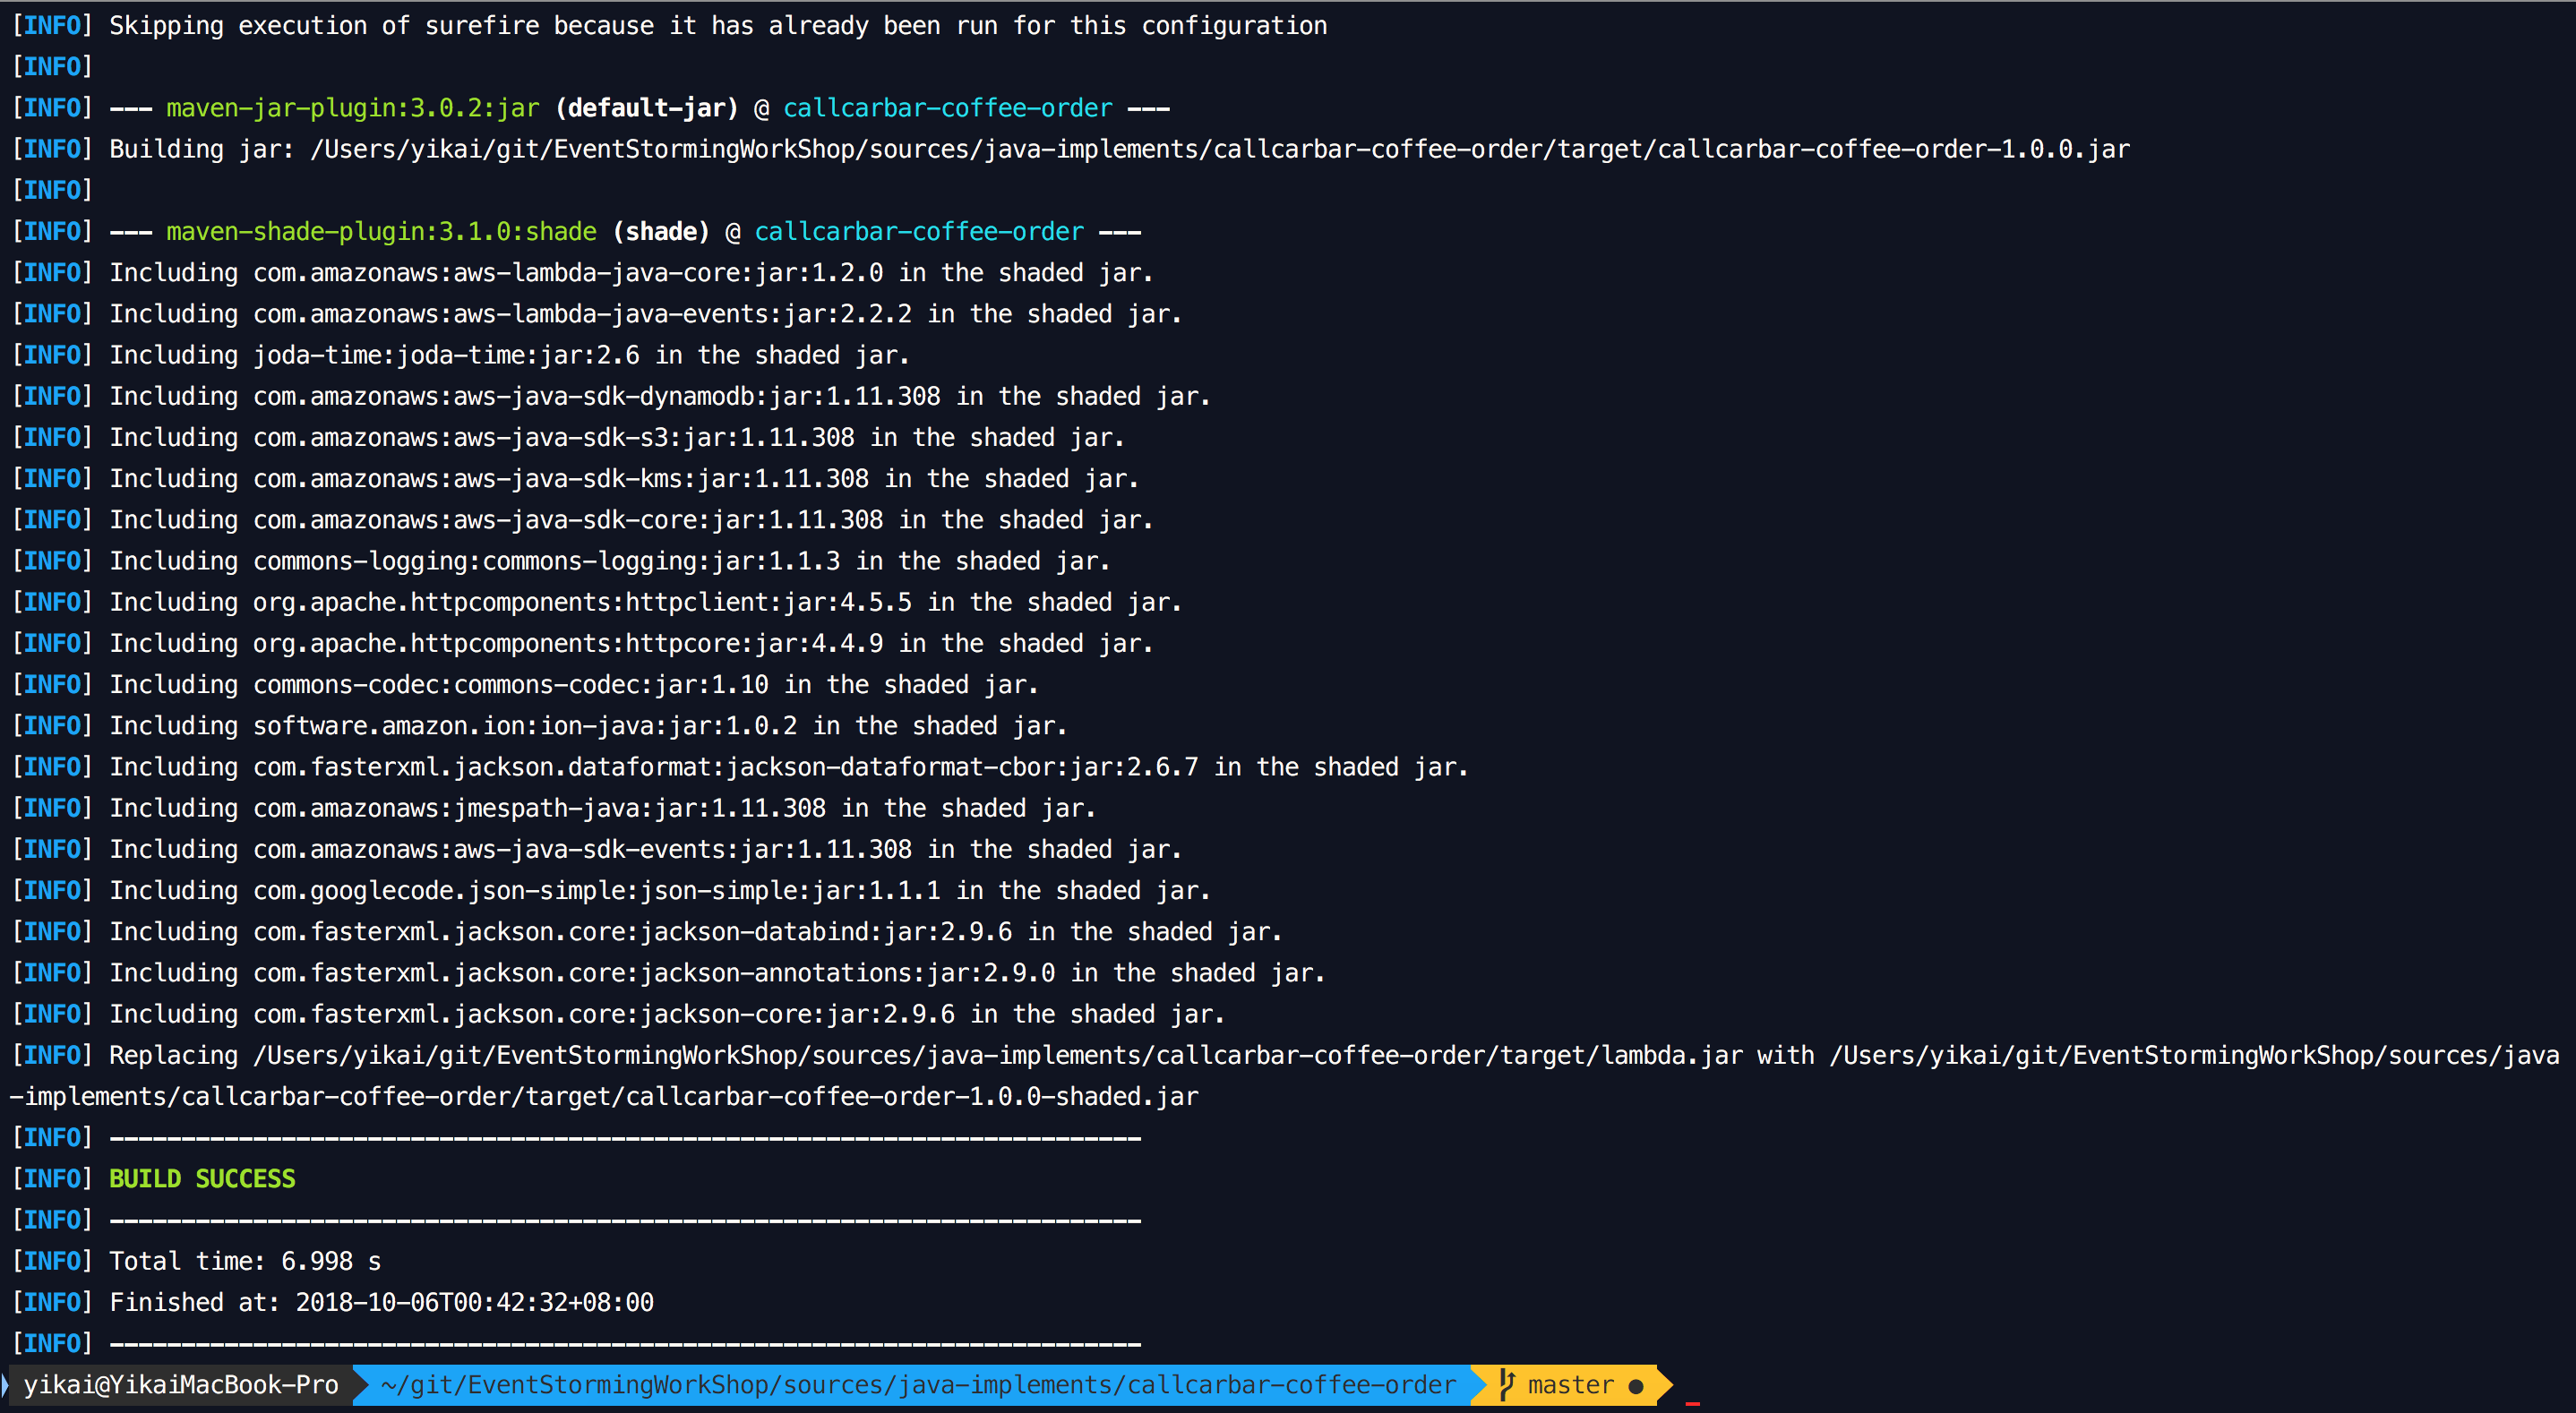 [INFO] Skipping execution of surefire because it has already been run for this configuration
[INFO]
[INFO] --- maven-jar-plugin:3.0.2:jar (default-jar) @ callcarbar-coffee-order ---
[INFO] Building jar: /Users/yikai/git/EventStormingWorkShop/sources/java-implements/callcarbar-coffee-order/target/callcarbar-coffee-order-1.0.0.jar
[INFO]
[INFO] --- maven-shade-plugin:3.1.0:shade (shade) @ callcarbar-coffee-order ---
[INFO] Including com.amazonaws:aws-lambda-java-core:jar:1.2.0 in the shaded jar.
[INFO] Including com.amazonaws:aws-lambda-java-events:jar:2.2.2 in the shaded jar.
[INFO] Including joda-time:joda-time:jar:2.6 in the shaded jar.
[INFO] Including com.amazonaws:aws-java-sdk-dynamodb:jar:1.11.308 in the shaded jar.
[INFO] Including com.amazonaws:aws-java-sdk-s3:jar:1.11.308 in the shaded jar.
[INFO] Including com.amazonaws:aws-java-sdk-kms:jar:1.11.308 in the shaded jar.
[INFO] Including com.amazonaws:aws-java-sdk-core:jar:1.11.308 in the shaded jar.
[INFO] Including commons-logging:commons-logging:jar:1.1.3 in the shaded jar.
[INFO] Including org.apache.httpcomponents:httpclient:jar:4.5.5 in the shaded jar.
[INFO] Including org.apache.httpcomponents:httpcore:jar:4.4.9 in the shaded jar.
[INFO] Including commons-codec:commons-codec:jar:1.10 in the shaded jar.
[INFO] Including software.amazon.ion:ion-java:jar:1.0.2 in the shaded jar.
[INFO] Including com.fasterxml.jackson.dataformat:jackson-dataformat-cbor:jar:2.6.7 in the shaded jar.
[INFO] Including com.amazonaws:jmespath-java:jar:1.11.308 in the shaded jar.
[INFO] Including com.amazonaws:aws-java-sdk-events:jar:1.11.308 in the shaded jar.
[INFO] Including com.googlecode.json-simple:json-simple:jar:1.1.1 in the shaded jar.
[INFO] Including com.fasterxml.jackson.core:jackson-databind:jar:2.9.6 in the shaded jar.
[INFO] Including com.fasterxml.jackson.core:jackson-annotations:jar:2.9.0 in the shaded jar.
[INFO] Including com.fasterxml.jackson.core:jackson-core:jar:2.9.6 in the shaded jar.
[INFO] Replacing /Users/yikai/git/EventStormingWorkShop/sources/java-implements/callcarbar-coffee-order/target/lambda.jar with /Users/yikai/git/EventStormingWorkShop/sources/java
-implements/callcarbar-coffee-order/target/callcarbar-coffee-order-1.0.0-shaded.jar
[INFO] ------------------------------------------------------------------------
[INFO] BUILD SUCCESS
[INFO] ------------------------------------------------------------------------
[INFO] Total time: 6.998 s
[INFO] Finished at: 2018-10-06T00:42:32+08:00
[INFO] ------------------------------------------------------------------------
yikai@YikaiMacBook-Pro ~/git/EventStormingWorkShop/sources/java-implements/callcarbar-coffee-order master ●